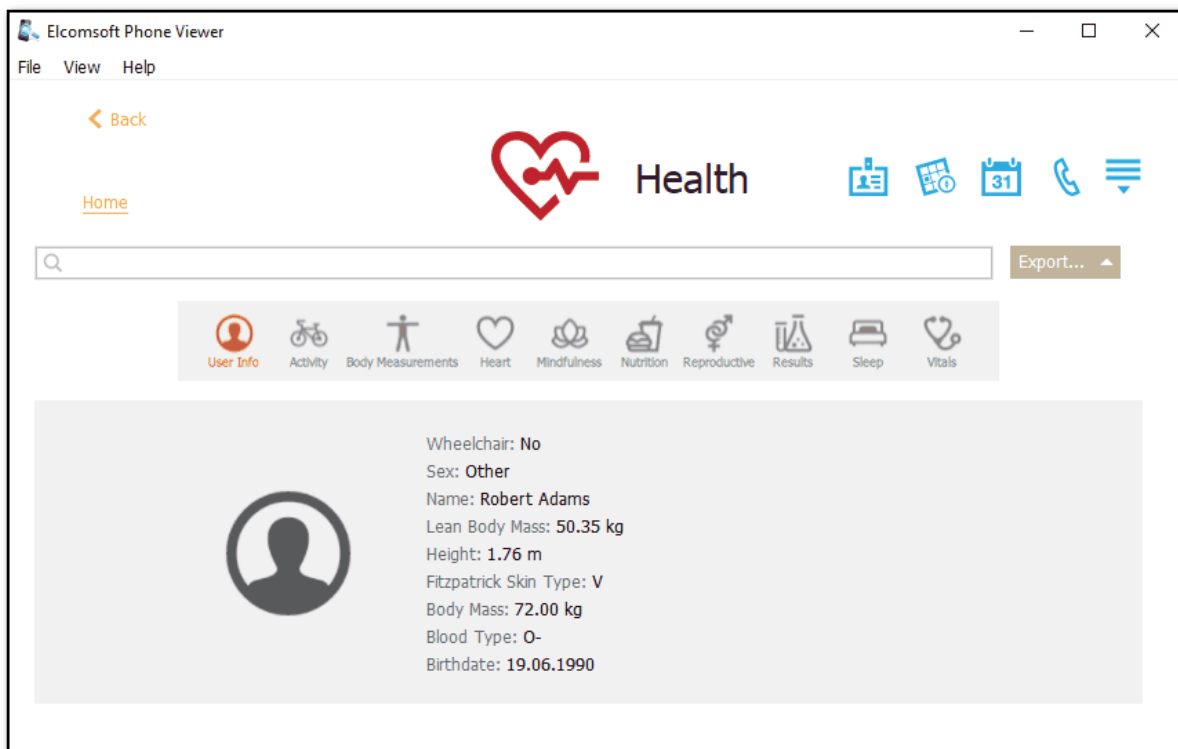 Elcomsoft Phone Viewer
File View Help
Back
Health
31
Home
Export...
User Info Activity Body Measurements Heart Mindfulness Nutrition Reproductive Results Sleep Vitals
Wheelchair: No
Sex: Other
Name: Robert Adams
Lean Body Mass: 50.35 kg
Height: 1.76 m
Fitzpatrick Skin Type: V
Body Mass: 72.00 kg
Blood Type: O-
Birthdate: 19.06.1990